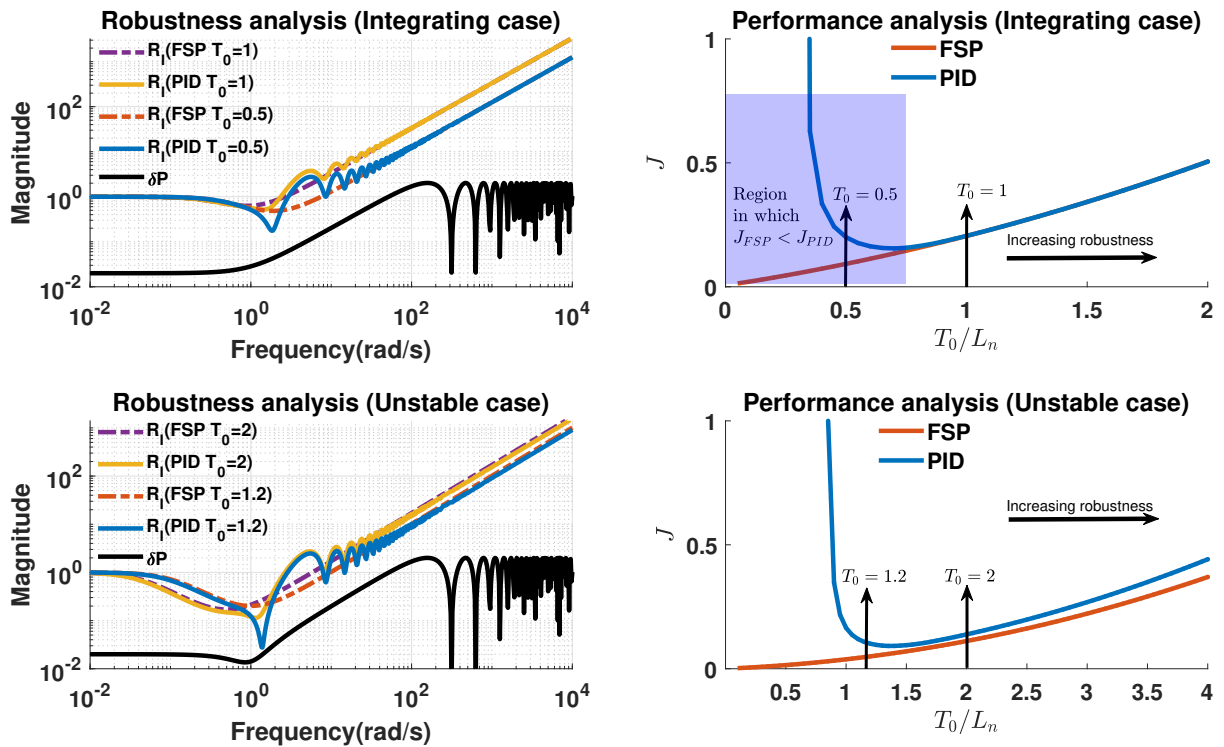 Robustness analysis (Integrating case)
R_I(FSP T_0=1)
R_I(PID T_0=1)
R_I(FSP T_0=0.5)
R_I(PID T_0=0.5)
δP
Magnitude
10^2
10^0
10^-2
10^-2
10^0
10^2
10^4
Frequency(rad/s)
Performance analysis (Integrating case)
FSP
PID
J
1
0.5
0
Region
in which
J_FSP < J_PID
T_0 = 0.5
T_0 = 1
Increasing robustness
0
0.5
1
1.5
2
T_0/L_n
Robustness analysis (Unstable case)
R_I(FSP T_0=2)
R_I(PID T_0=2)
R_I(FSP T_0=1.2)
R_I(PID T_0=1.2)
δP
Magnitude
10^2
10^0
10^-2
10^-2
10^0
10^2
10^4
Frequency(rad/s)
Performance analysis (Unstable case)
FSP
PID
J
1
0.5
0
T_0 = 1.2
T_0 = 2
Increasing robustness
0.5
1
1.5
2
2.5
3
3.5
4
T_0/L_n